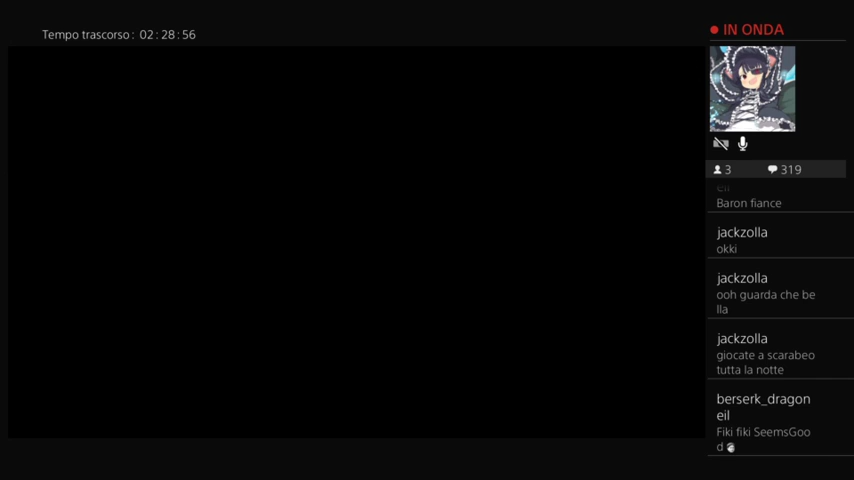 Tempo trascorso: 02:28:56
IN ONDA
3 319
Baron fiance
jackzolla
okki
jackzolla
ooh guarda che be
lla
jackzolla
giocate a scarabeo
tutta la notte
berserk_dragon
eil
Fiki fiki SeemsGoo
d